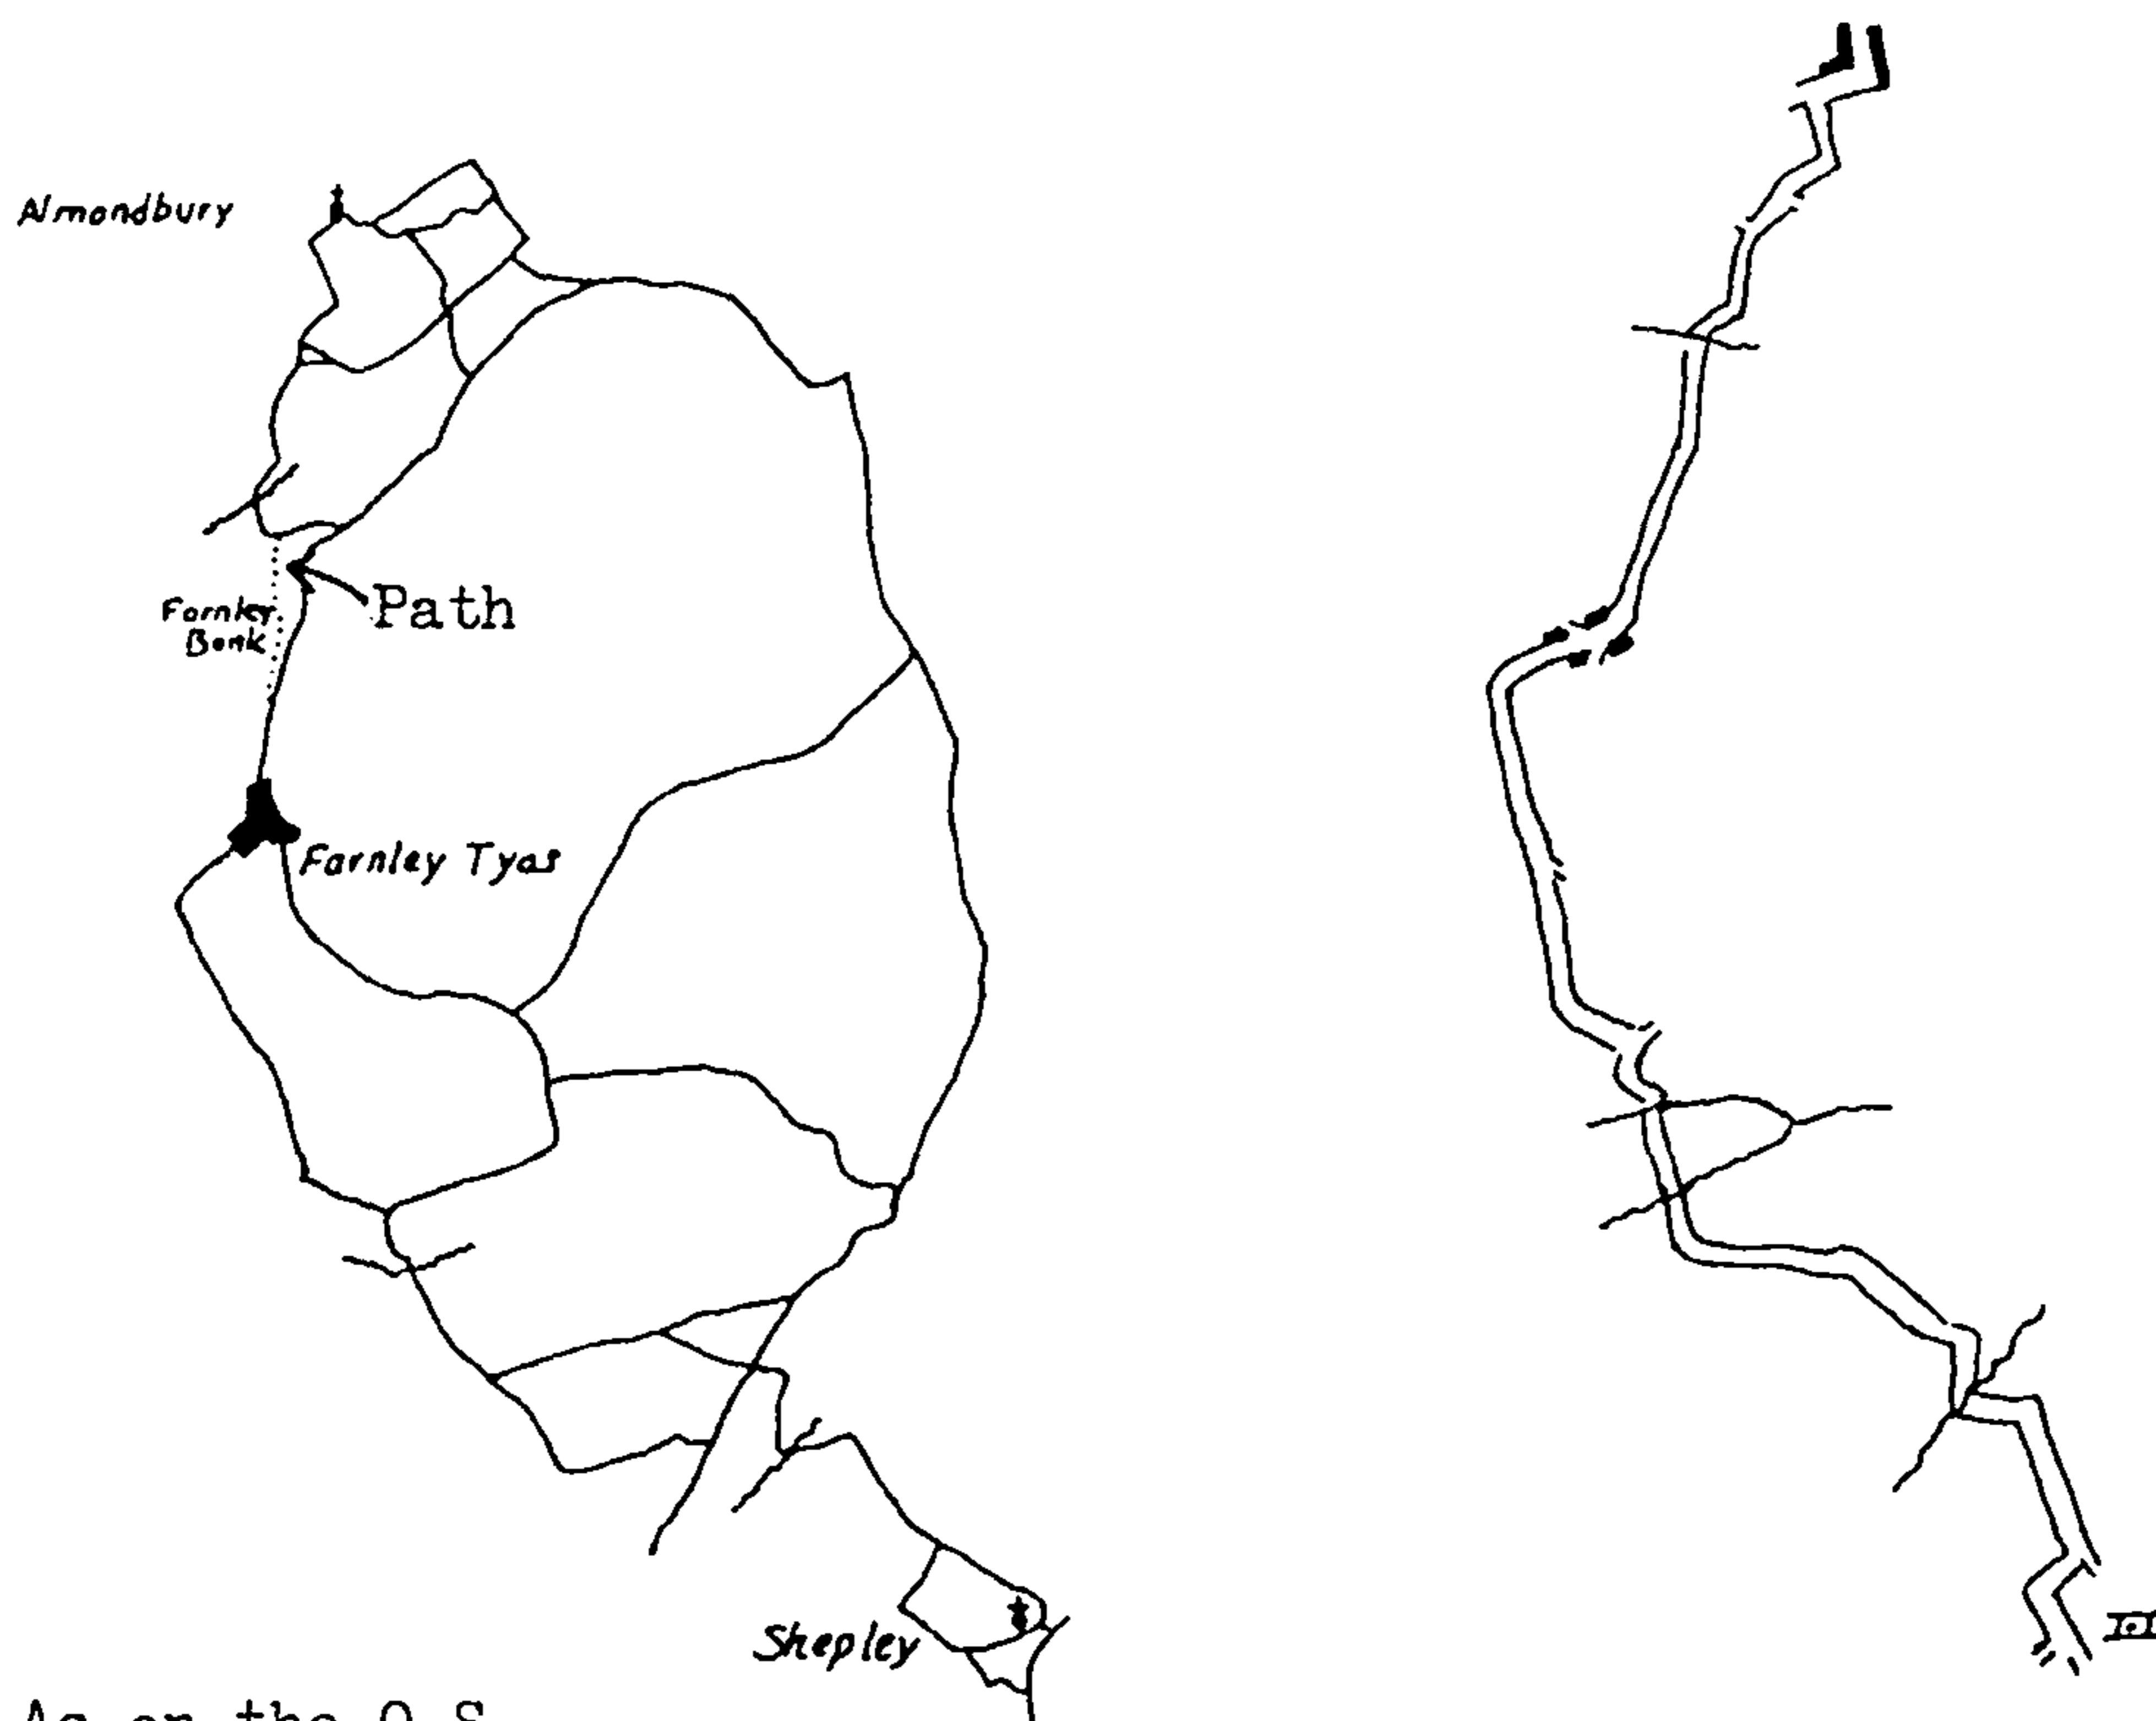 Almondbury
Path
Farnley
Bank
Farnley Tyas
Shepley
As on the O.S.